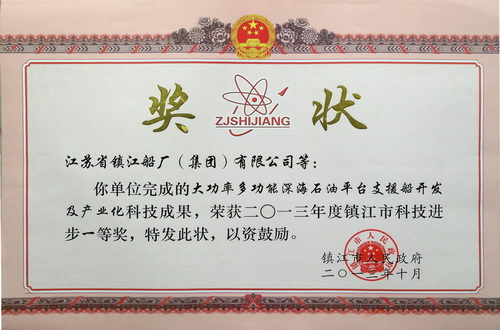 奖 ZJSHIJIANG 状
江苏省镇江船厂（集团）有限公司等：
你单位完成的大功率多功能深海石油平台支援船开发
及产业化科技成果，荣获二〇一三年度镇江市科技进
步一等奖，特发此状，以资鼓励。
镇江市人民政府
二〇一三年十月